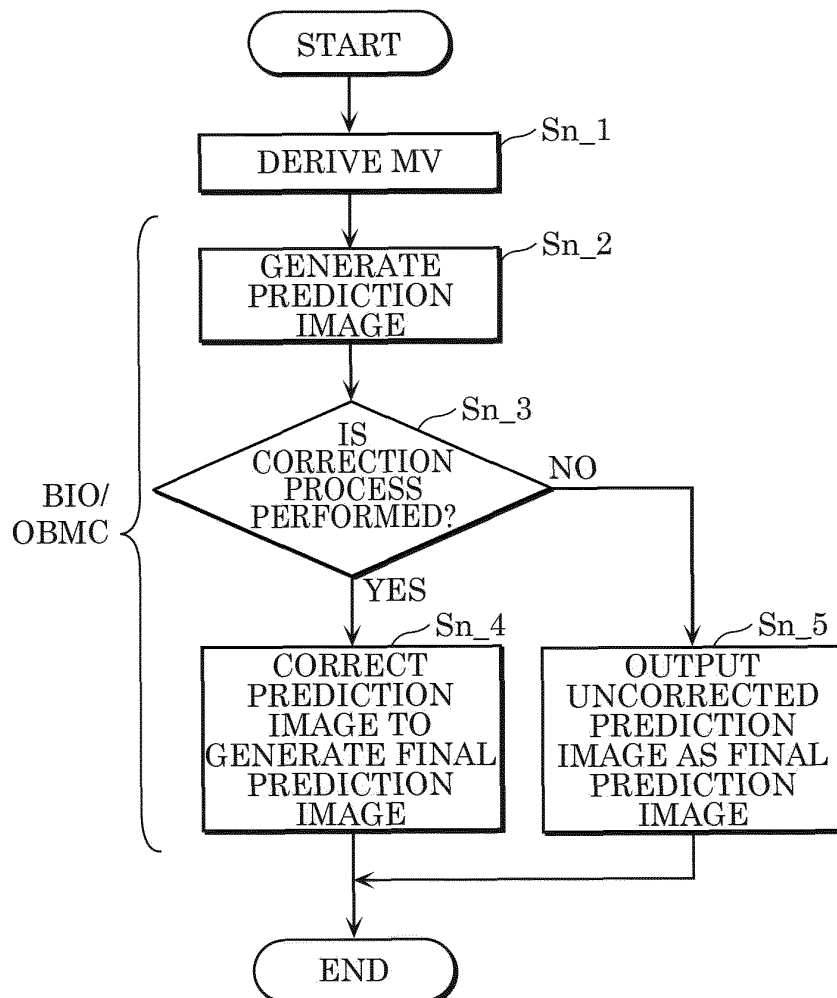 START
Sn_1
DERIVE MV
Sn_2
GENERATE
PREDICTION
IMAGE
Sn_3
IS
CORRECTION
PROCESS
PERFORMED?
NO
BIO/
OBMC
YES
Sn_4
CORRECT
PREDICTION
IMAGE TO
GENERATE FINAL
PREDICTION
IMAGE
Sn_5
OUTPUT
UNCORRECTED
PREDICTION
IMAGE AS FINAL
PREDICTION
IMAGE
END